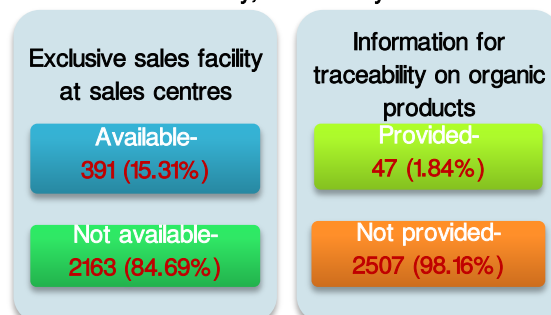 Exclusive sales facility
at sales centres
Available-
391 (15.31%)
Not available-
2163 (84.69%)
Information for
traceability on organic
products
Provided-
47 (1.84%)
Not provided-
2507 (98.16%)